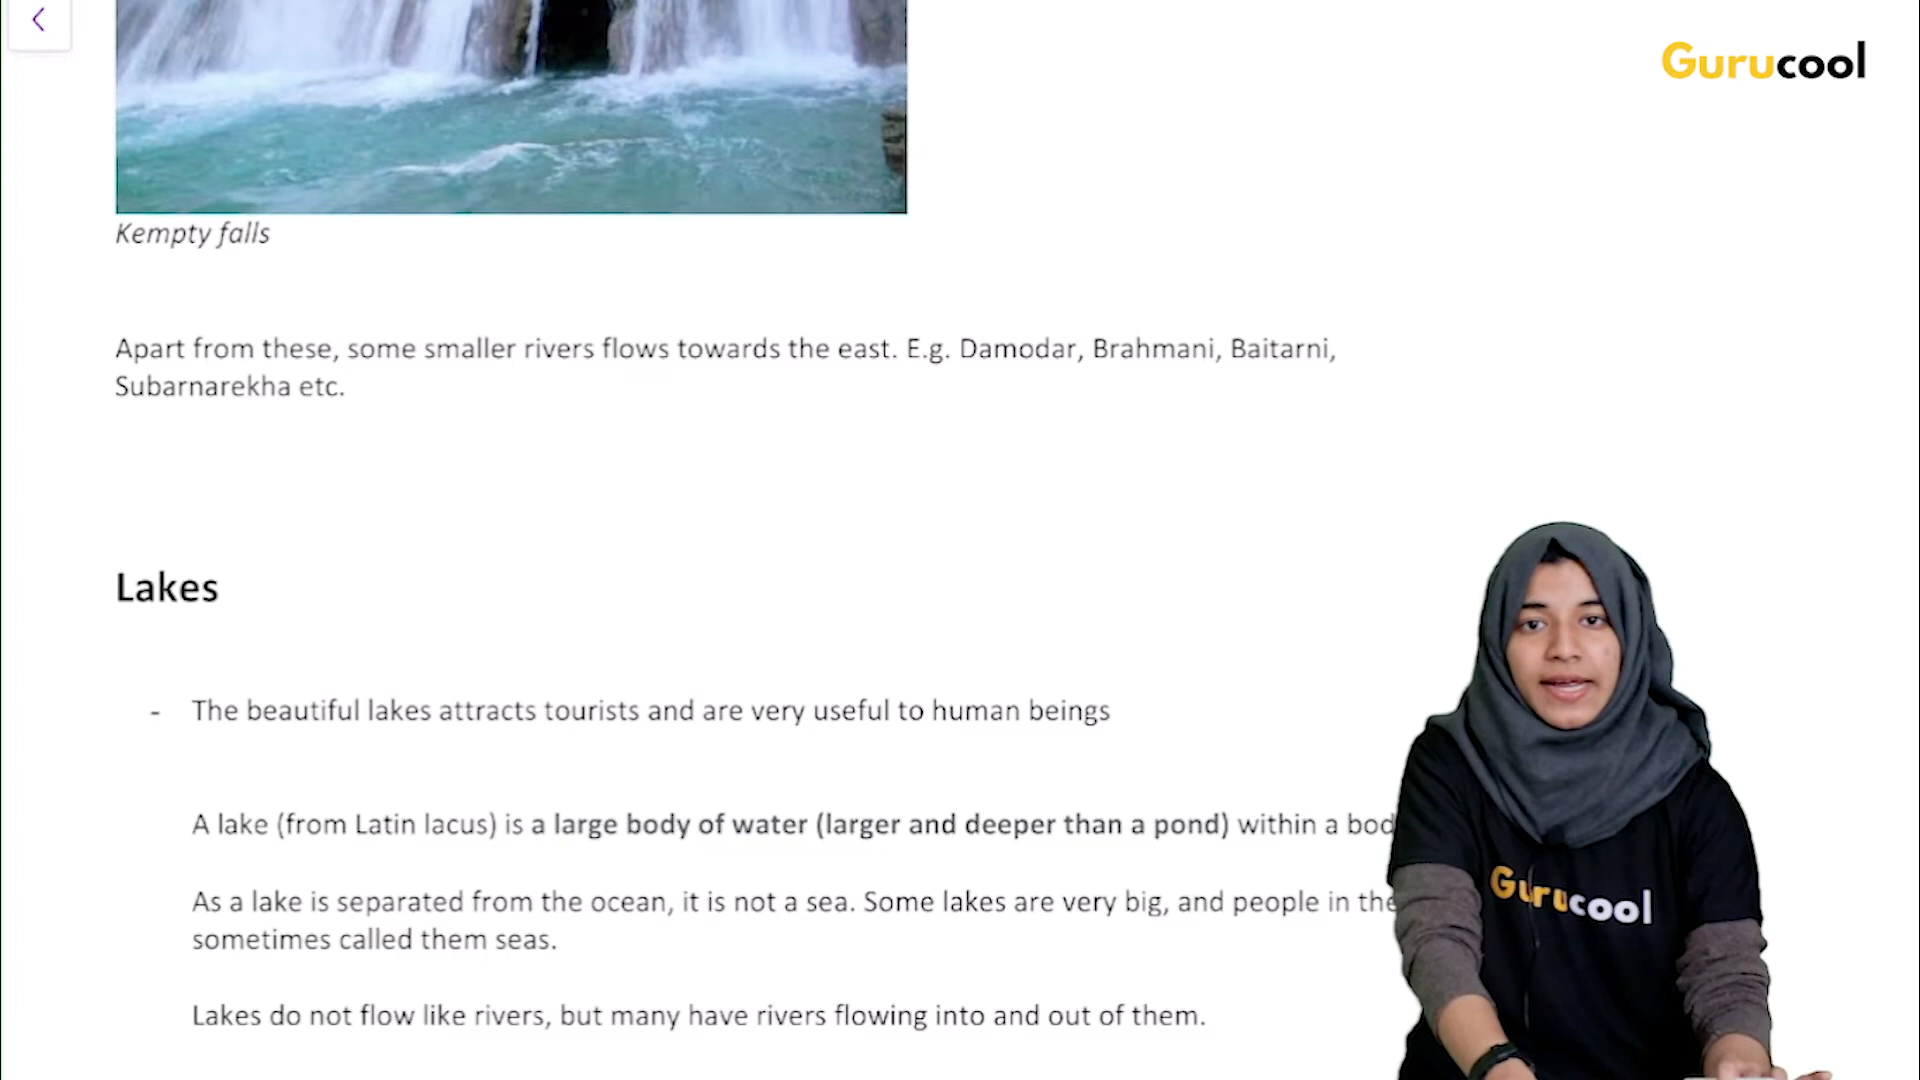 Gurucool
Kempty falls
Apart from these, some smaller rivers flows towards the east. E.g. Damodar, Brahmani, Baitarni,
Subarnarekha etc.
Lakes
- The beautiful lakes attracts tourists and are very useful to human beings
A lake (from Latin lacus) is a large body of water (larger and deeper than a pond) within a
As a lake is separated from the ocean, it is not a sea. Some lakes are very big, and people in
sometimes called them seas.
Lakes do not flow like rivers, but many have rivers flowing into and out of them.
Gurucool